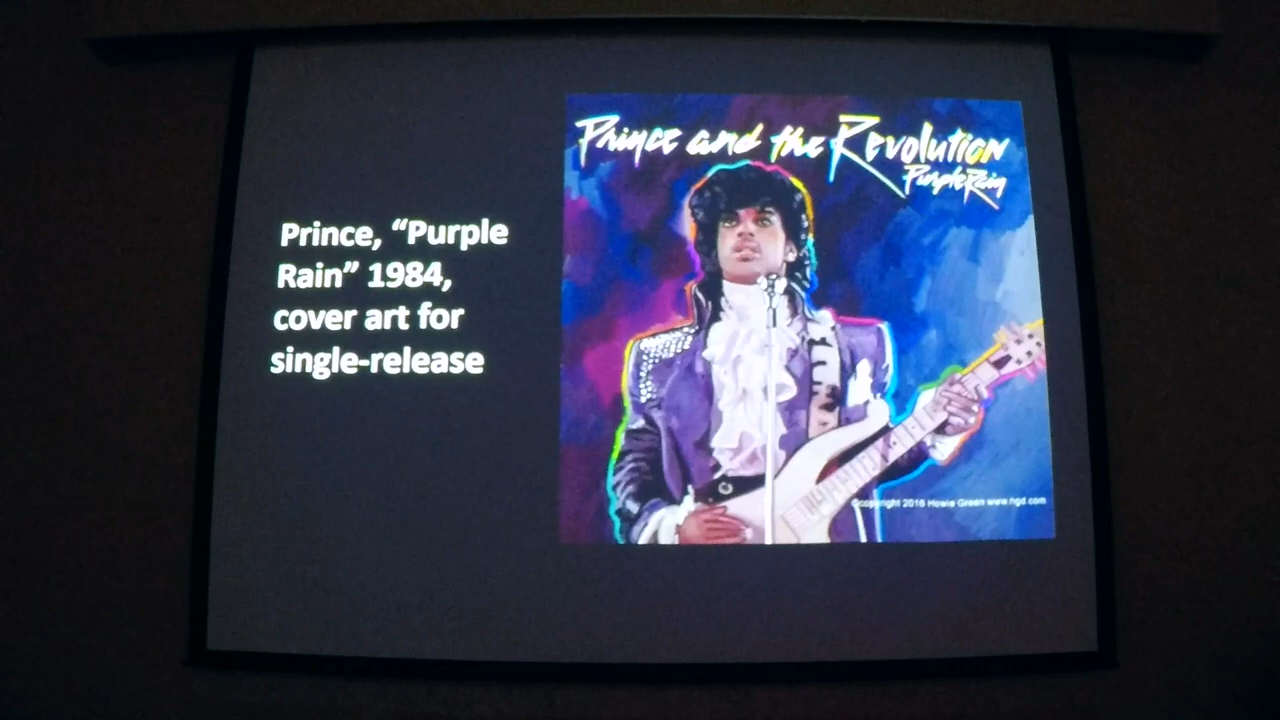 Prince, “Purple
Rain” 1984,
cover art for
single-release
Prince and the Revolution
Purple Rain
©copyright 2016 Howie Green www.hgd.com